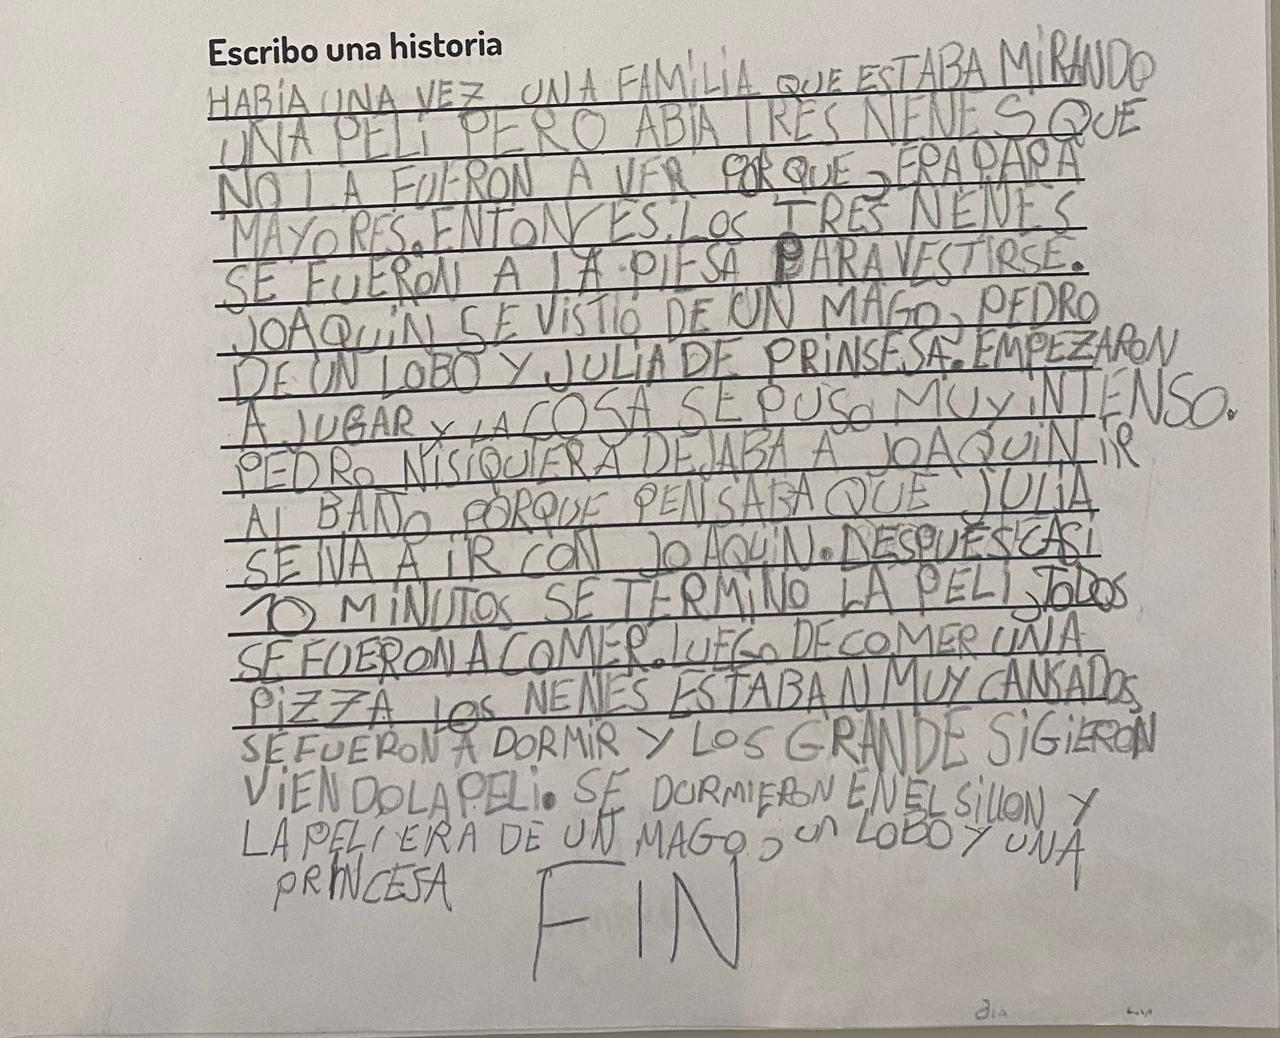 Escribo una historia
HABÍA UNA VEZ UNA FAMILIA QUE ESTABA MIRANDO
UNA PELI PERO ABÍA TRES NENES QUE
NO LA FUERON A VER PORQUE, ERA PARA
MAYORES. ENTONCES. LOS TRES NENES
SE FUERON A LA PIESA PARA VESTIRSE.
JOAQUIN SE VISTIO DE UN MAGO, PEDRO
DE UN LOBO Y JULIA DE PRINSESA. EMPEZARON
A JUGAR Y LA COSA SE PUSO MUY INTENSO.
PEDRO NISIQUIERA DEJABA A JOAQUIN IR
AL BAÑO PORQUE PENSABA QUE JULIA
SE IVA A IR CON JOAQUIN. DESPUES CASI
10 MINUTOS SE TERMINO LA PELI, TODOS
SE FUERON A COMER. LUEGO DE COMER UNA
PIZZA LOS NENES ESTABAN MUY CANSADOS
SE FUERON A DORMIR Y LOS GRANDE SIGIERON
VIENDO LA PELI. SE DORMIERON EN EL SILLON Y
LA PELI ERA DE UN MAGO, UN LOBO Y UNA
PRINCESA
FIN